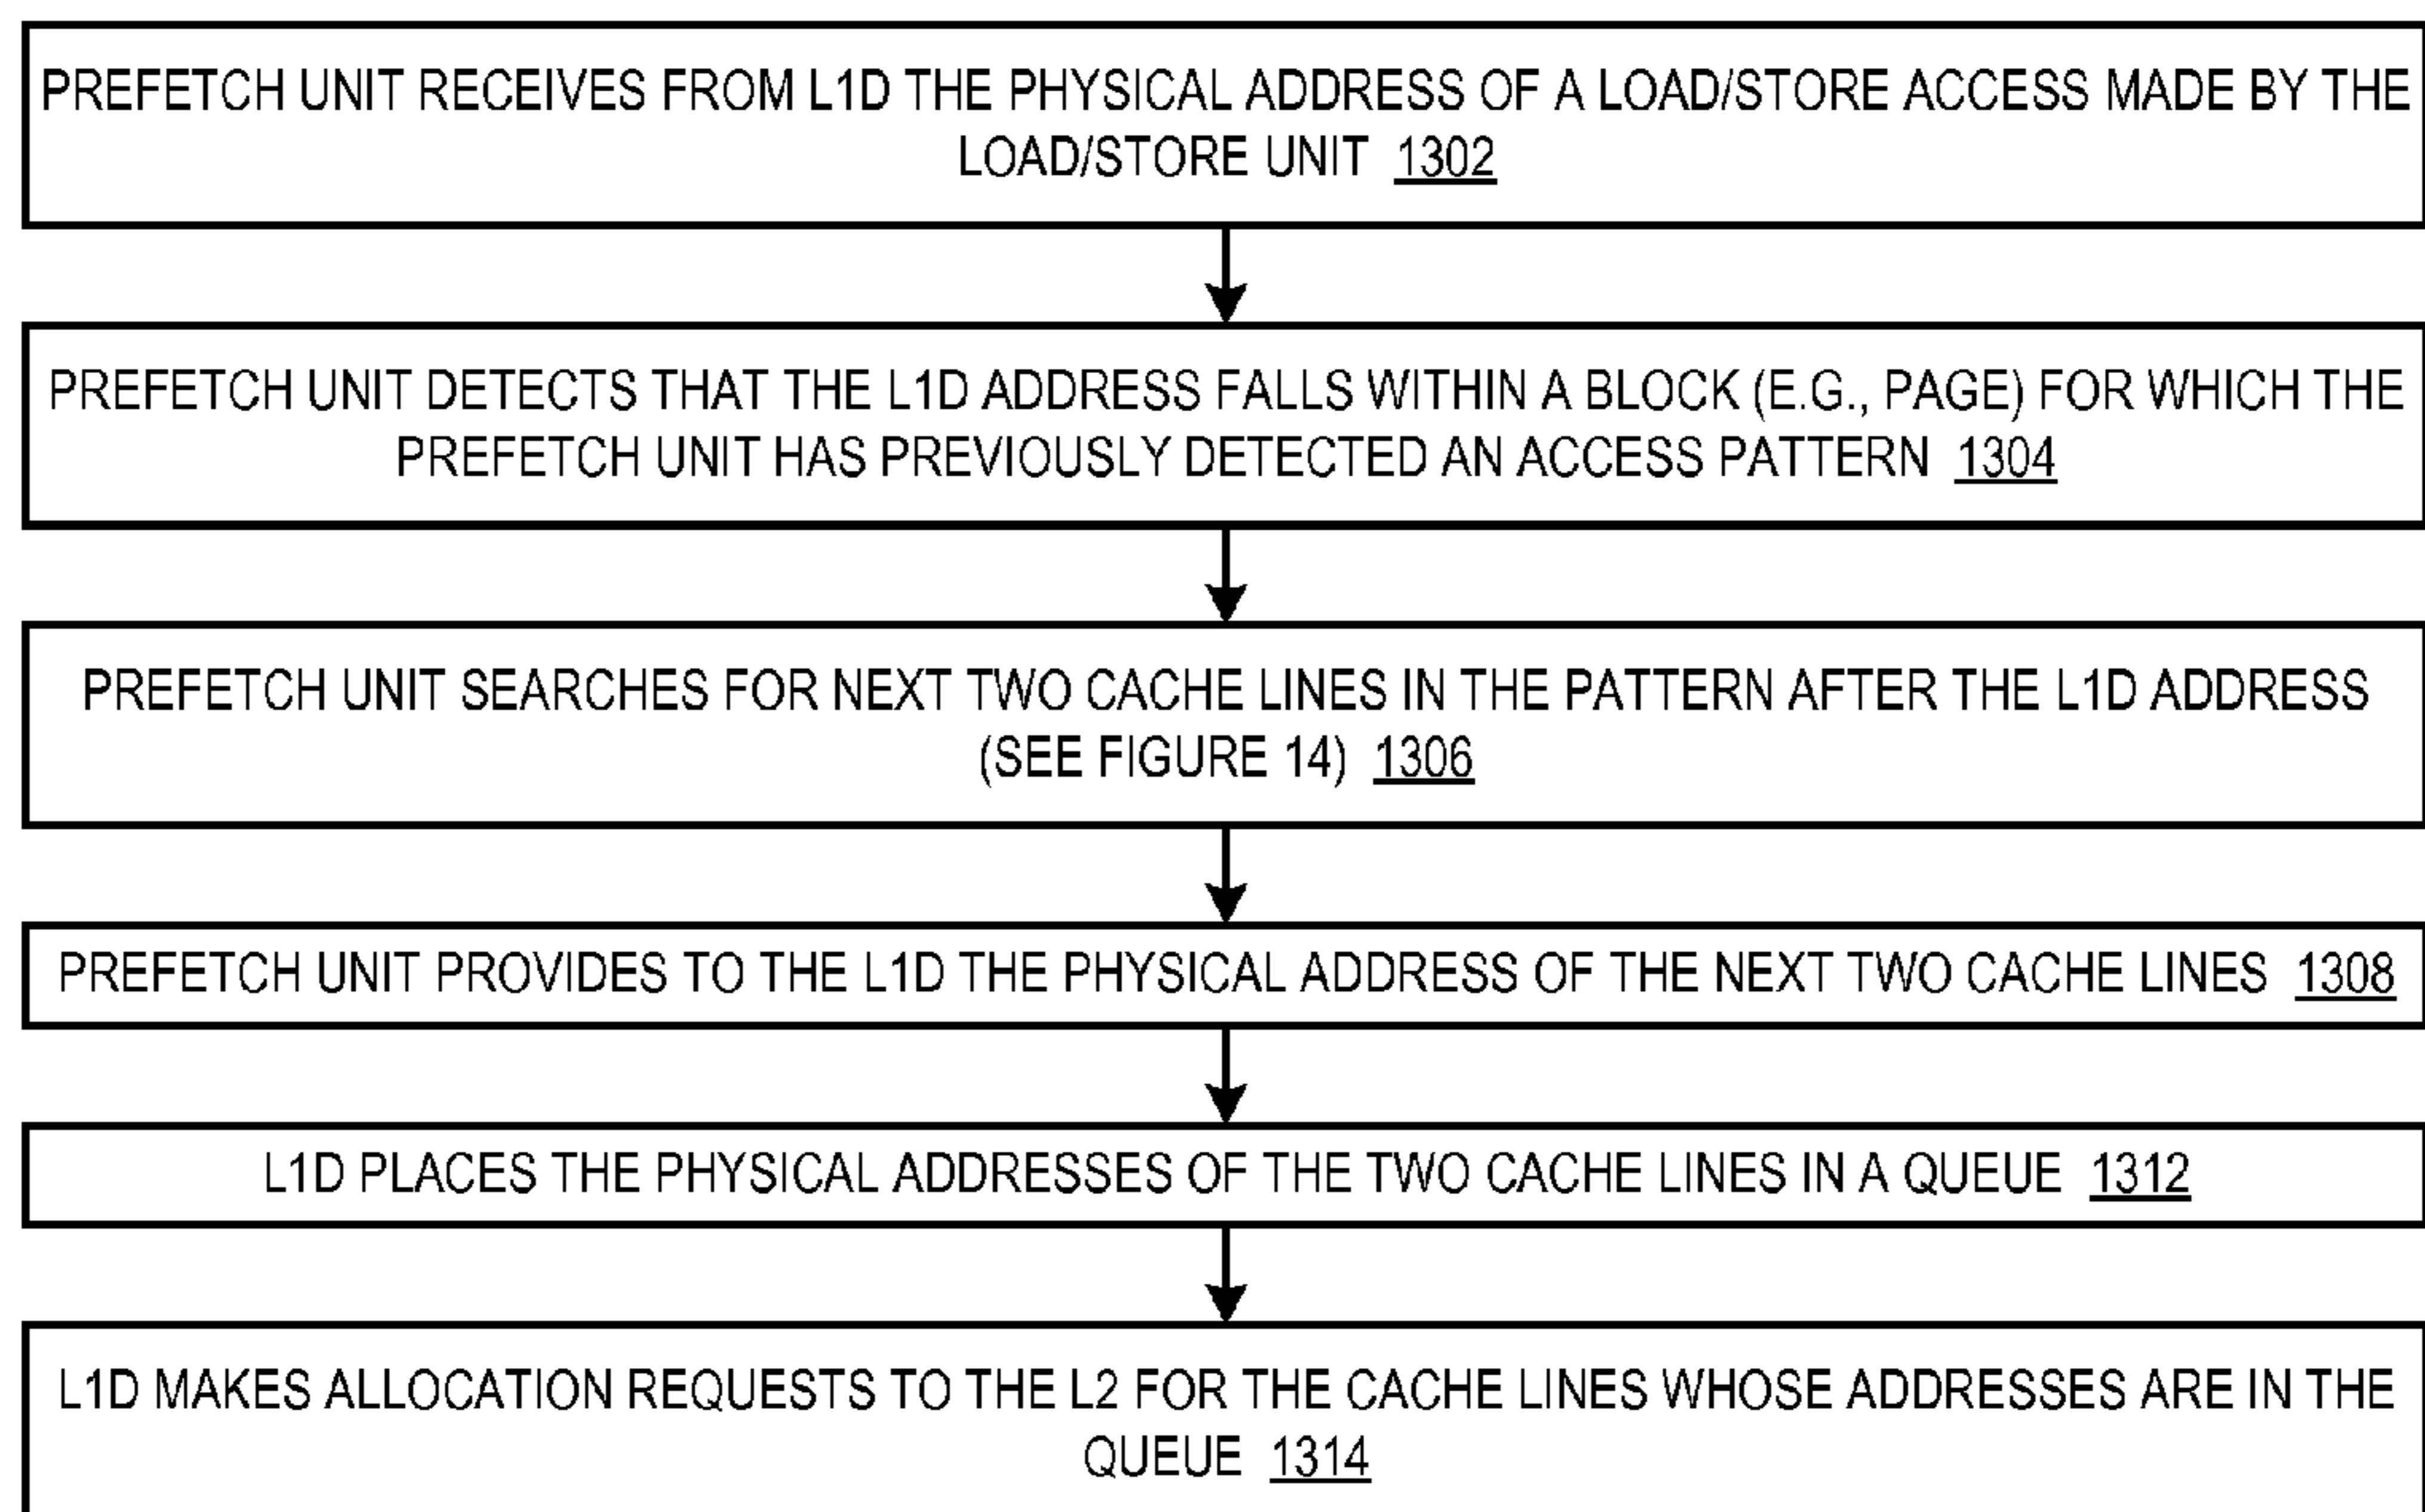 PREFETCH UNIT RECEIVES FROM L1D THE PHYSICAL ADDRESS OF A LOAD/STORE ACCESS MADE BY THE
LOAD/STORE UNIT 1302
PREFETCH UNIT DETECTS THAT THE L1D ADDRESS FALLS WITHIN A BLOCK (E.G., PAGE) FOR WHICH THE
PREFETCH UNIT HAS PREVIOUSLY DETECTED AN ACCESS PATTERN 1304
PREFETCH UNIT SEARCHES FOR NEXT TWO CACHE LINES IN THE PATTERN AFTER THE L1D ADDRESS
(SEE FIGURE 14) 1306
PREFETCH UNIT PROVIDES TO THE L1D THE PHYSICAL ADDRESS OF THE NEXT TWO CACHE LINES 1308
L1D PLACES THE PHYSICAL ADDRESSES OF THE TWO CACHE LINES IN A QUEUE 1312
L1D MAKES ALLOCATION REQUESTS TO THE L2 FOR THE CACHE LINES WHOSE ADDRESSES ARE IN THE
QUEUE 1314